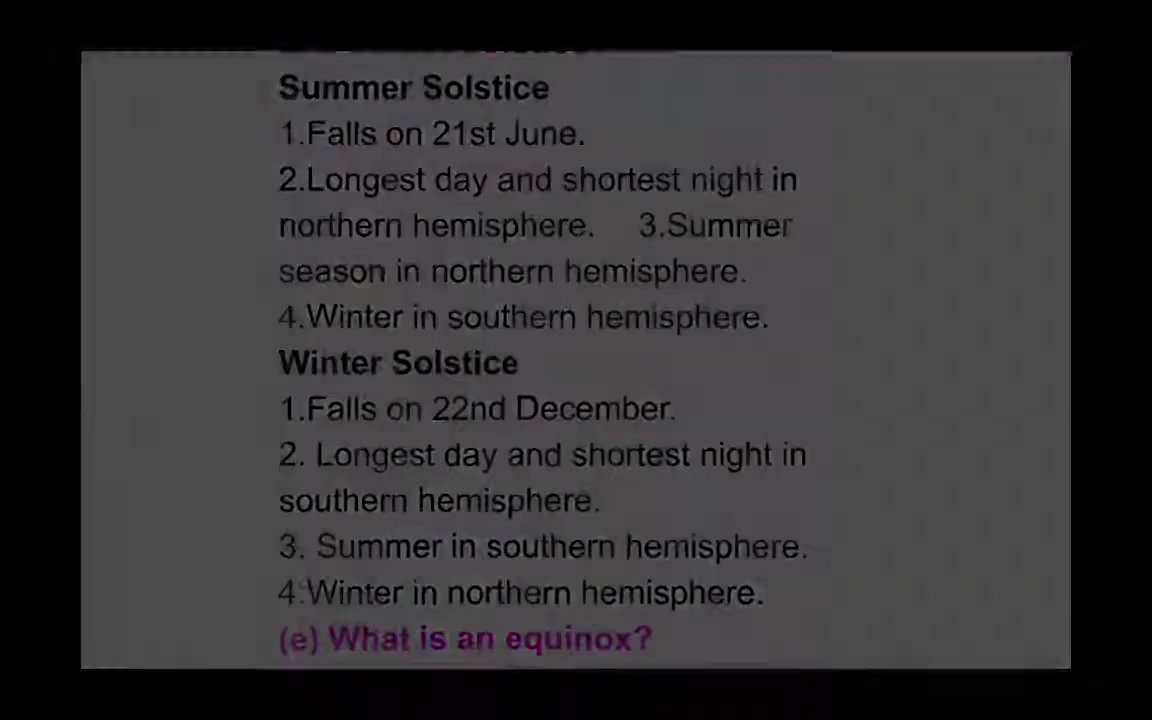 Summer Solstice
1.Falls on 21st June.
2.Longest day and shortest night in
northern hemisphere. 3.Summer
season in northern hemisphere.
4.Winter in southern hemisphere.
Winter Solstice
1.Falls on 22nd December.
2. Longest day and shortest night in
southern hemisphere.
3. Summer in southern hemisphere.
4.Winter in northern hemisphere.
(e) What is an equinox?